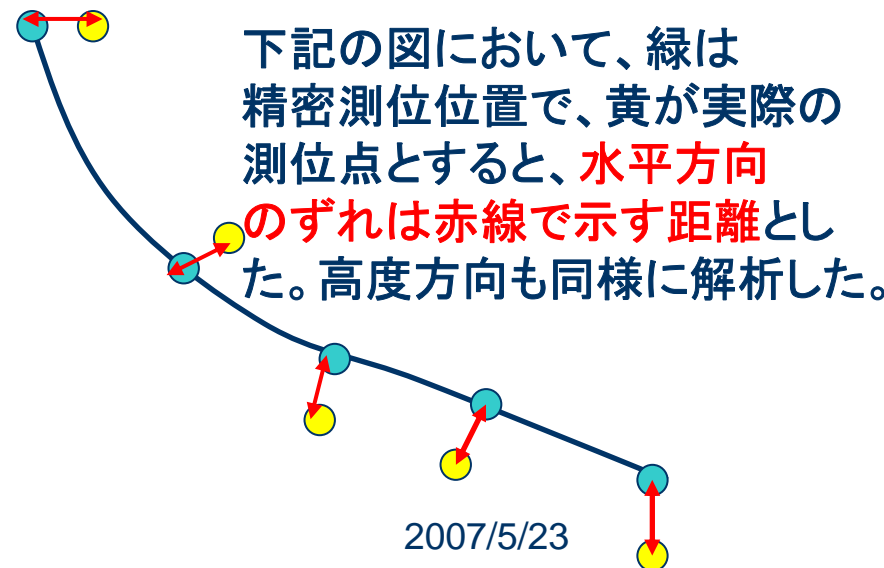 下記の図において、緑は
精密測位位置で、黄が実際の
測位点とすると、水平方向
のずれは赤線で示す距離とし
た。高度方向も同様に解析した。
2007/5/23